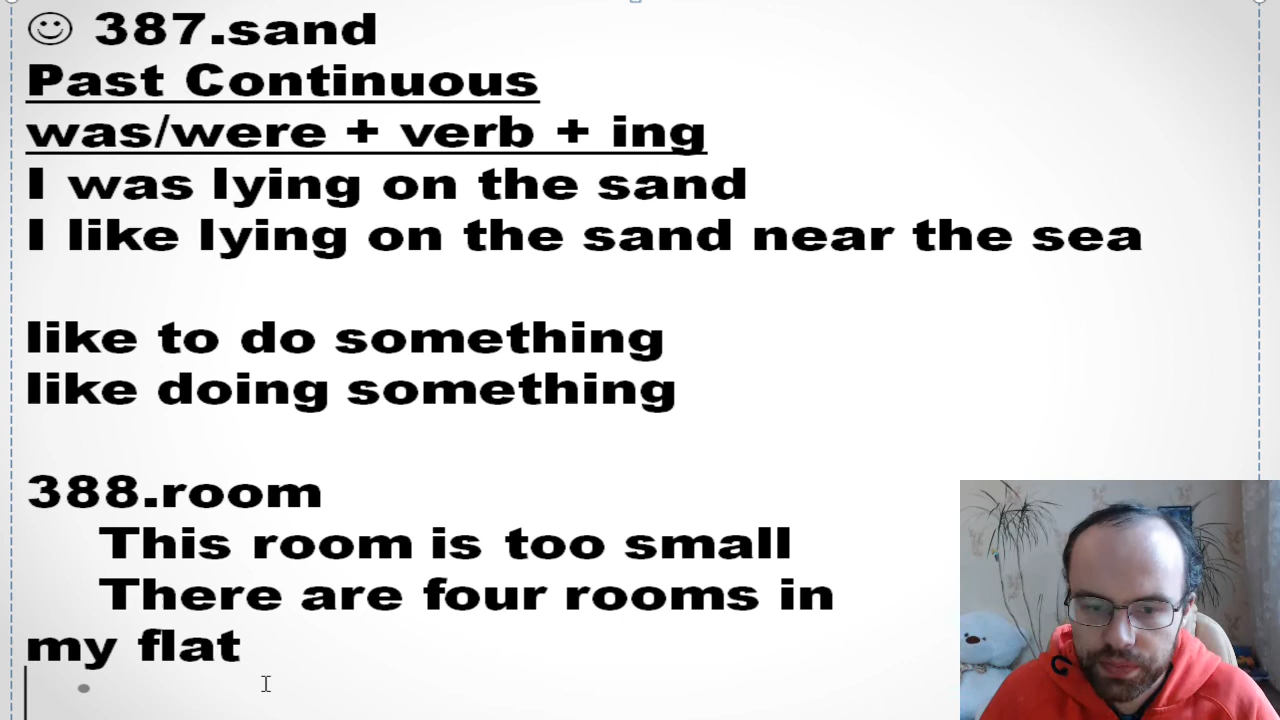 ☺ 387.sand
Past Continuous
was/were + verb + ing
I was lying on the sand
I like lying on the sand near the sea
like to do something
like doing something
388.room
This room is too small
There are four rooms in
my flat